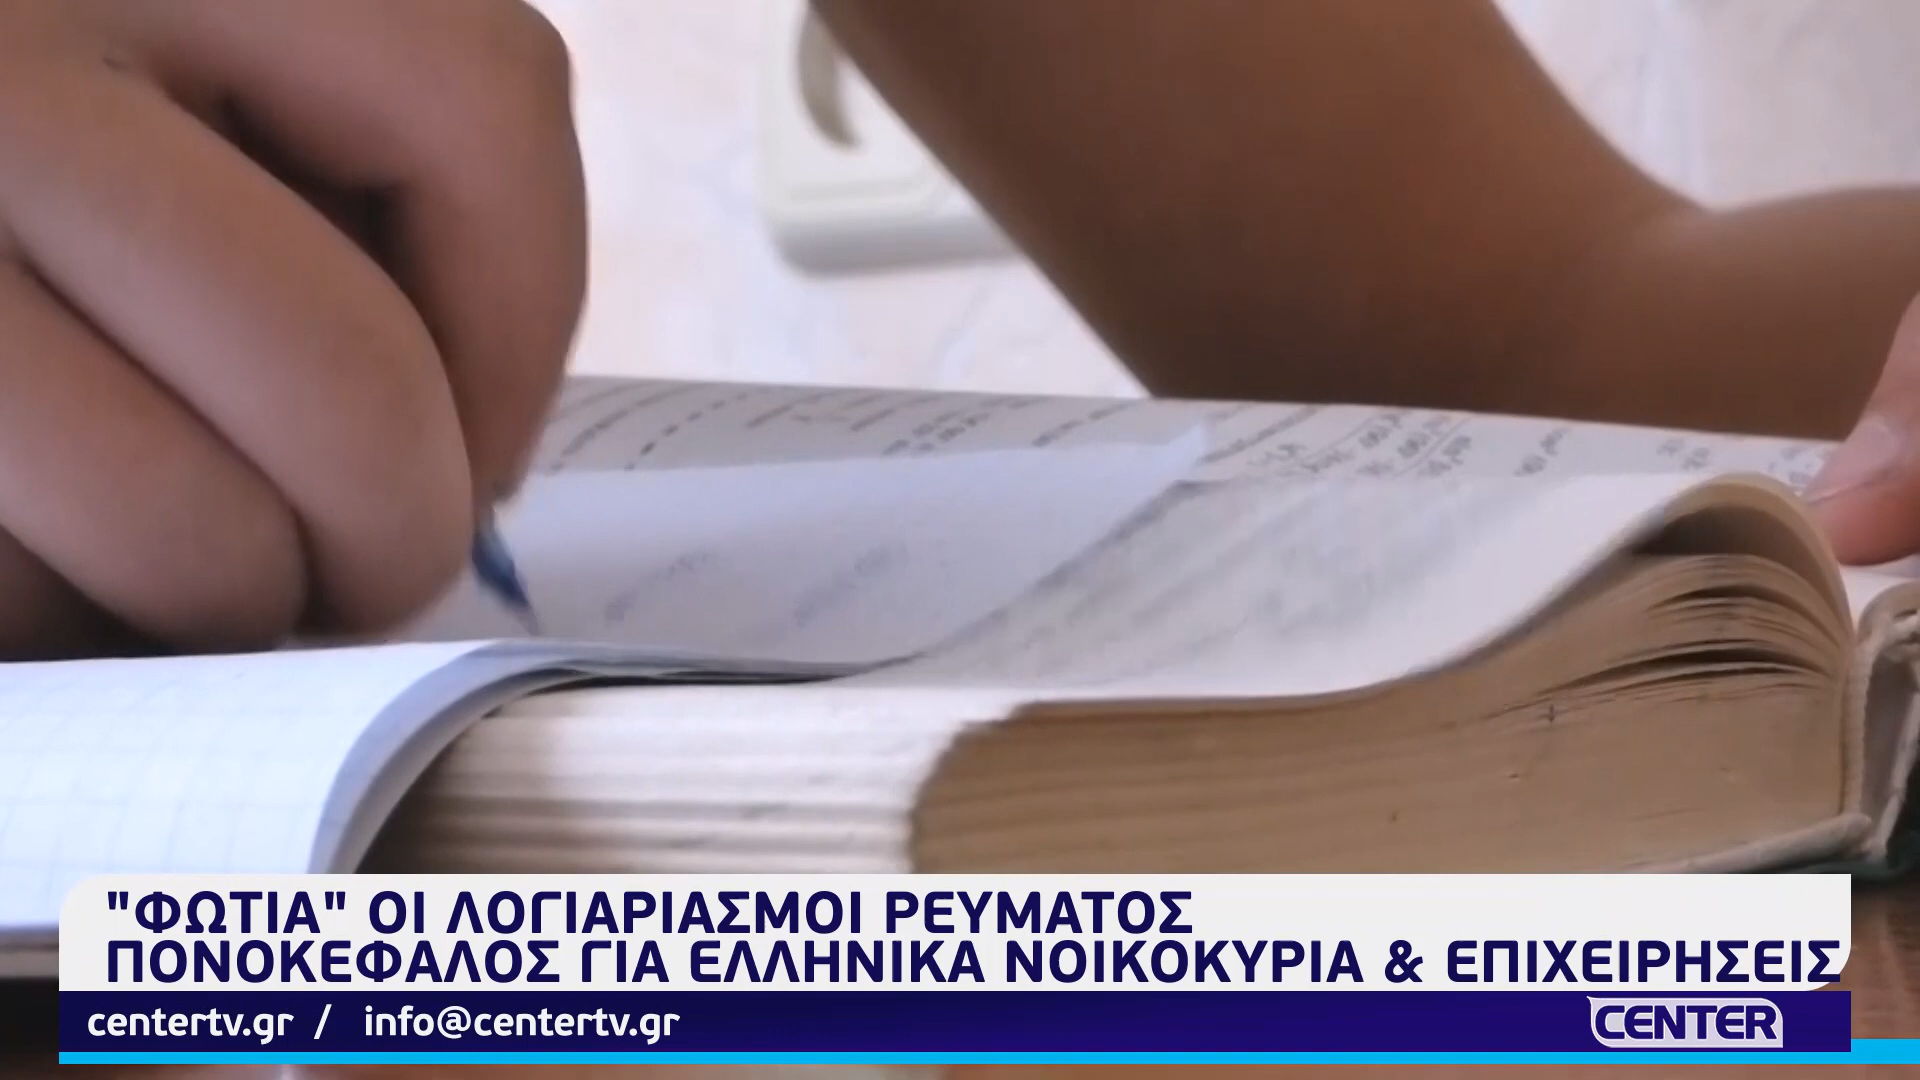 "ΦΩΤΙΑ" ΟΙ ΛΟΓΙΑΡΙΑΣΜΟΙ ΡΕΥΜΑΤΟΣ
ΠΟΝΟΚΕΦΑΛΟΣ ΓΙΑ ΕΛΛΗΝΙΚΑ ΝΟΙΚΟΚΥΡΙΑ & ΕΠΙΧΕΙΡΗΣΕΙΣ
centertv.gr / info@centertv.gr
CENTER